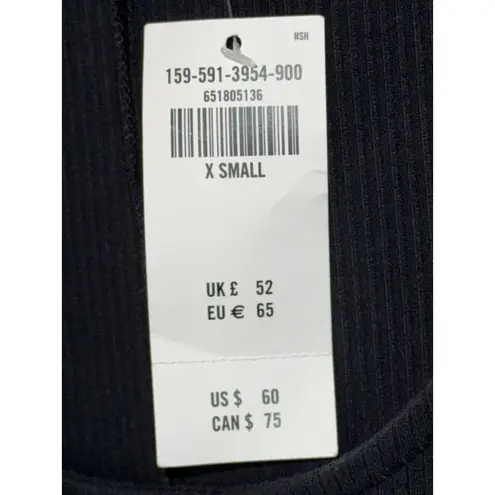 NSH
159-591-3954-900
651805136
X SMALL
UK £ 52
EU € 65
US $ 60
CAN $ 75